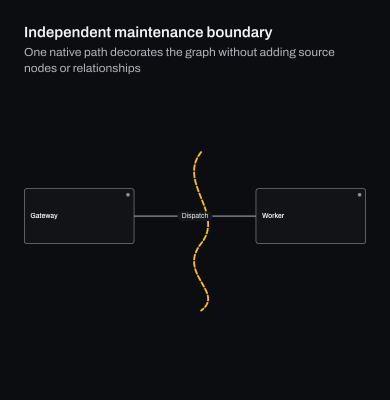 Independent maintenance boundary
One native path decorates the graph without adding source
nodes or relationships
Gateway
Dispatch
Worker